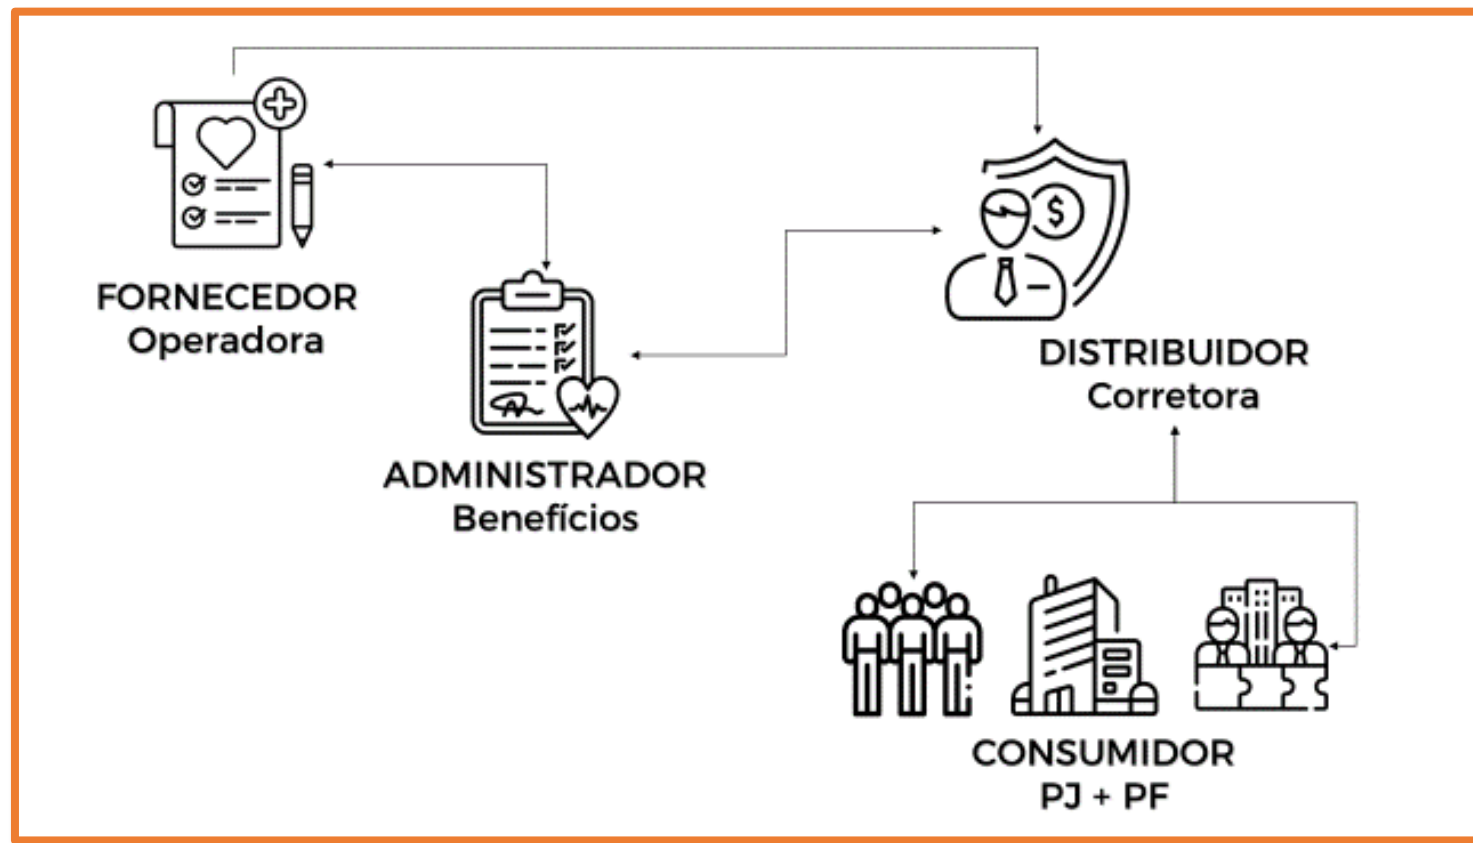 FORNECEDOR
Operadora
$
DISTRIBUIDOR
Corretora
ADMINISTRADOR
Benefícios
CONSUMIDOR
PJ + PF